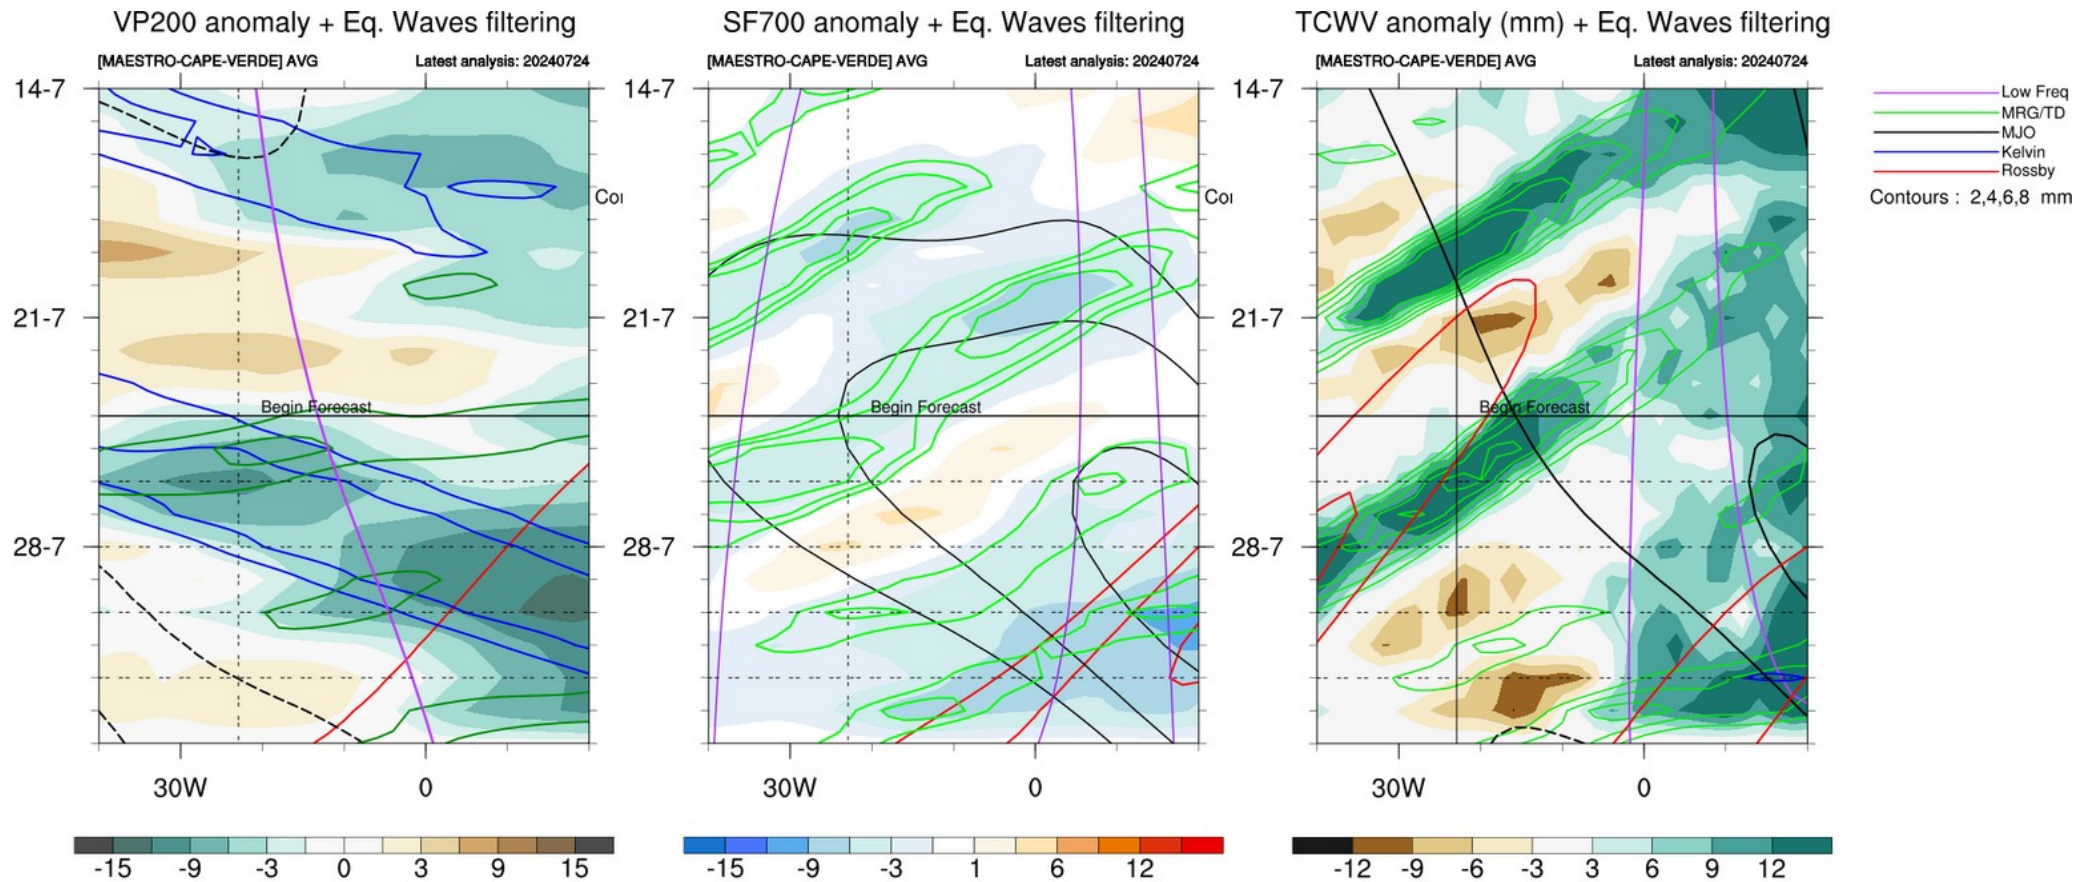 VP200 anomaly + Eq. Waves filtering
[MAESTRO-CAPE-VERDE] AVG
Latest analysis: 20240724
14-7
21-7
28-7
Begin Forecast
30W
0
-15
-9
-3
0
3
9
15
Cor
SF700 anomaly + Eq. Waves filtering
[MAESTRO-CAPE-VERDE] AVG
Latest analysis: 20240724
14-7
21-7
28-7
Begin Forecast
30W
0
-15
-9
-3
1
6
12
Cor
TCWV anomaly (mm) + Eq. Waves filtering
[MAESTRO-CAPE-VERDE] AVG
Latest analysis: 20240724
14-7
21-7
28-7
Begin Forecast
30W
0
-12
-9
-6
-3
3
6
9
12
Low Freq
MRG/TD
MJO
Kelvin
Rossby
Contours : 2,4,6,8 mm